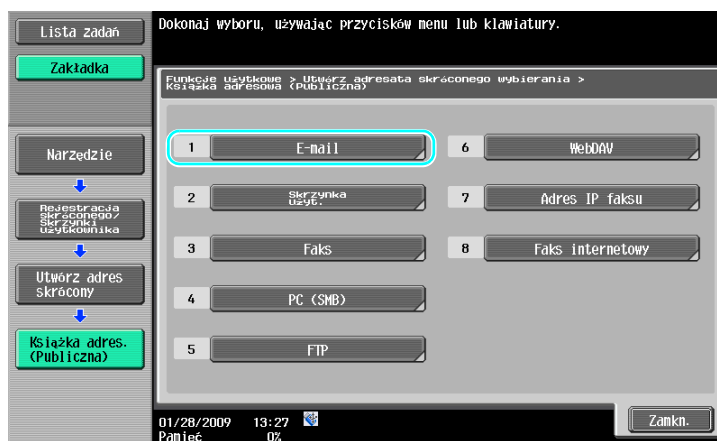 Lista zadań
Dokonaj wyboru, używając przycisków menu lub klawiatury.
Zakładka
Funkcje użytkowe > Utwórz adresata skróconego wybierania >
Książka adresowa (Publiczna)
Narzędzie
Rejestracja
skróconego/
Skrzynki
użytkownika
Utwórz adres
skrócony
Książka adres.
(Publiczna)
1 E-mail
2 Skrzynka
użyt.
3 Faks
4 PC (SMB)
5 FTP
6 WebDAV
7 Adres IP faksu
8 Faks internetowy
01/28/2009 13:27
Pamięć 0%
Zamkn.